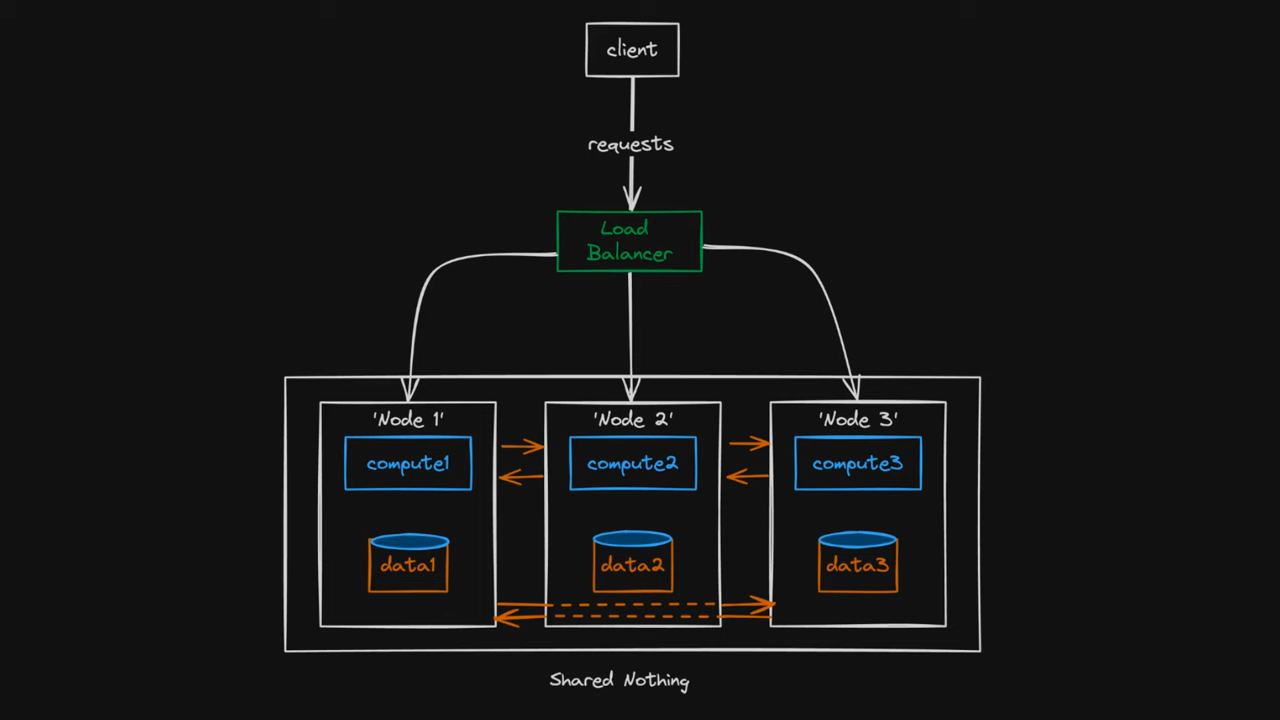 client
requests
Load
Balancer
'Node 1'
'Node 2'
'Node 3'
compute1
compute2
compute3
data1
data2
data3
Shared Nothing